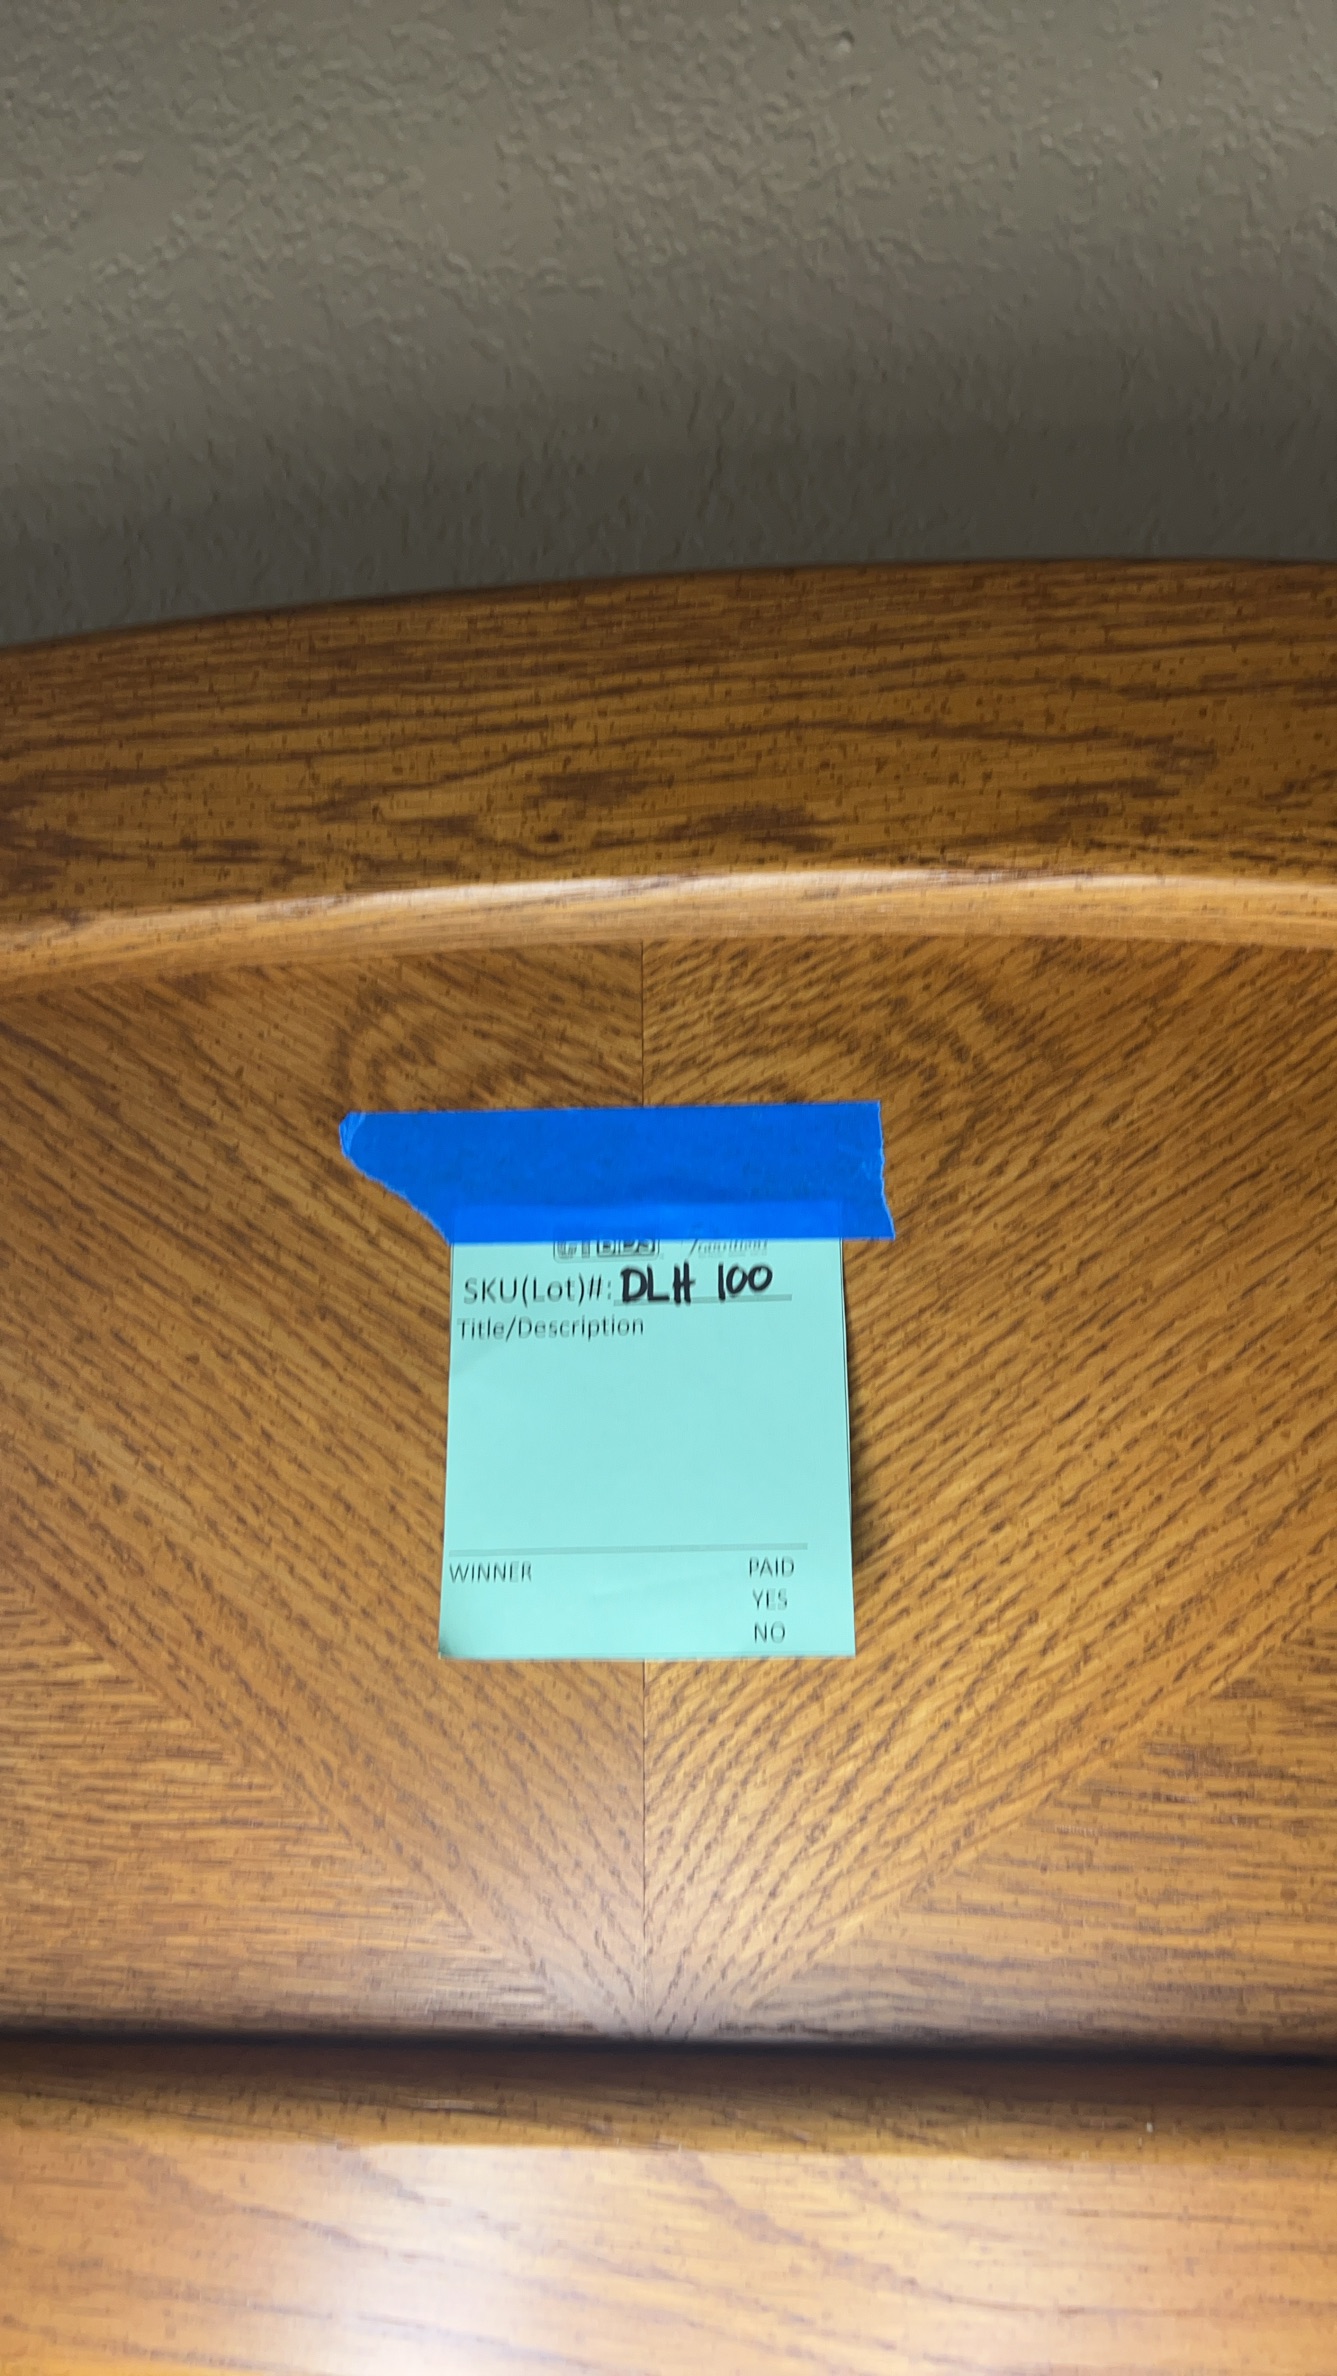 SKU(Lot)#: DLH 100
Title/Description
WINNER PAID
YES
NO